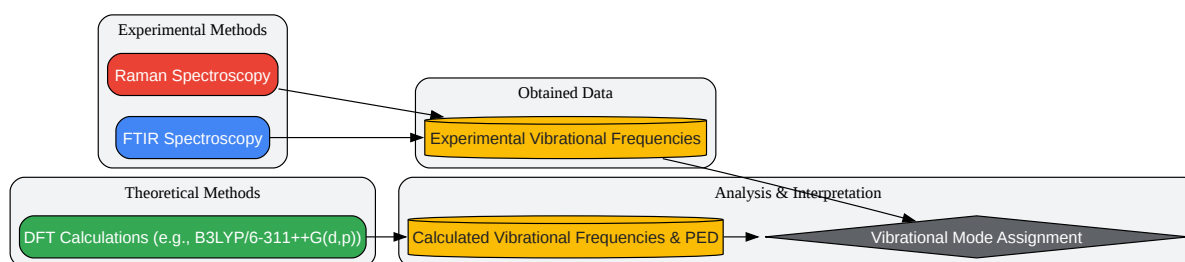 Experimental Methods
Raman Spectroscopy
FTIR Spectroscopy
Obtained Data
Experimental Vibrational Frequencies
Theoretical Methods
DFT Calculations (e.g., B3LYP/6-311++G(d,p))
Analysis & Interpretation
Calculated Vibrational Frequencies & PED
Vibrational Mode Assignment